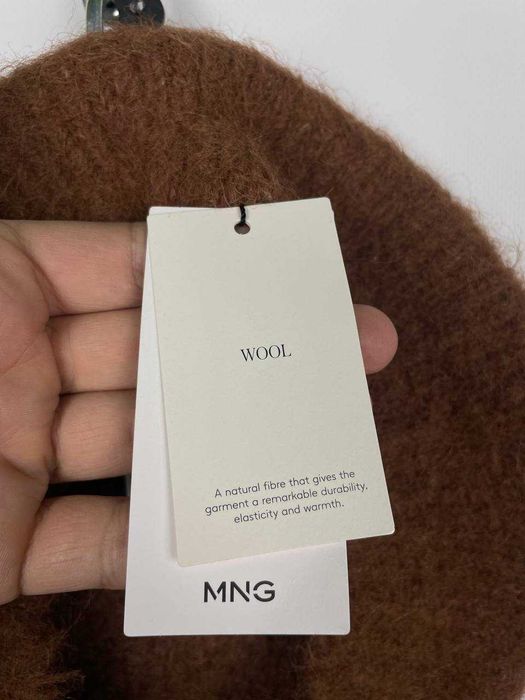 WOOL
A natural fibre that gives the
garment a remarkable durability,
elasticity and warmth.
MNG